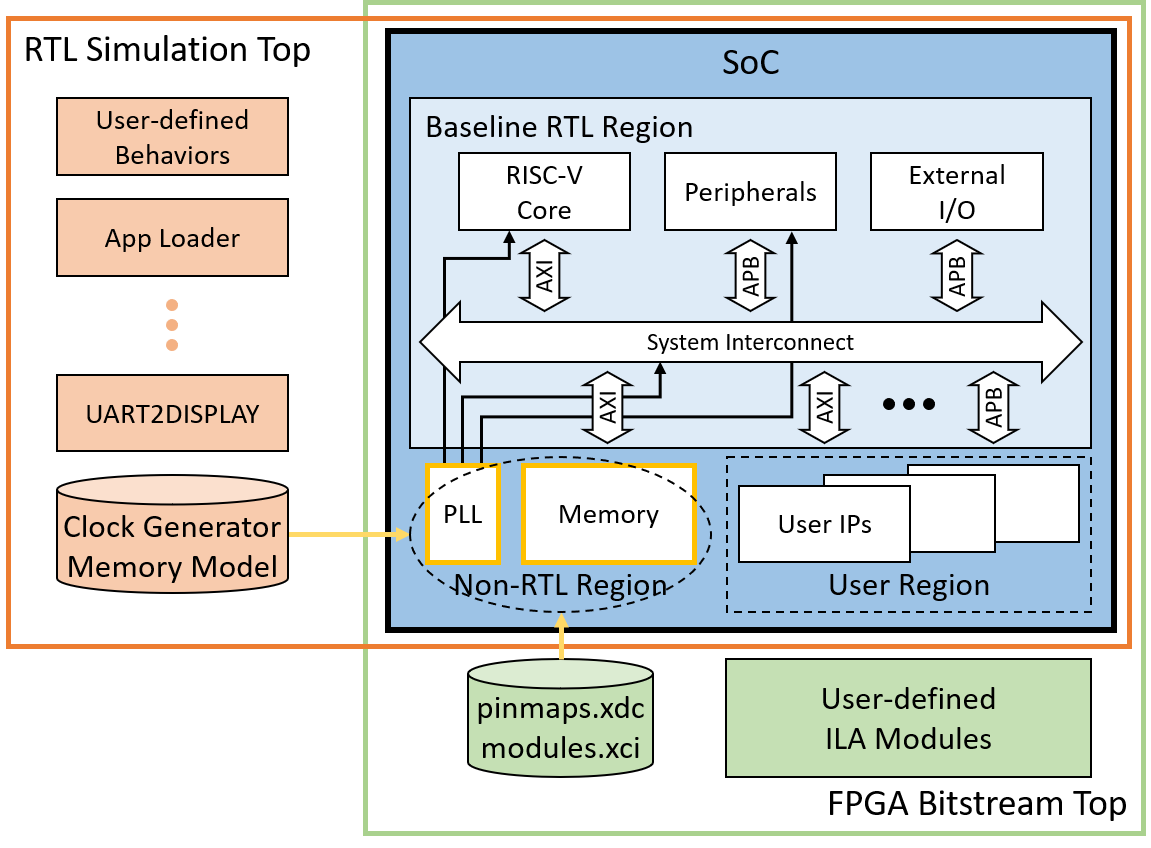 RTL Simulation Top
User-defined
Behaviors
App Loader
UART2DISPLAY
Clock Generator
Memory Model
SoC
Baseline RTL Region
RISC-V
Core
Peripherals
External
I/O
AXI
APB
APB
System Interconnect
AXI
AXI
APB
PLL
Memory
Non-RTL Region
User IPs
User Region
pinmaps.xdc
modules.xci
User-defined
ILA Modules
FPGA Bitstream Top